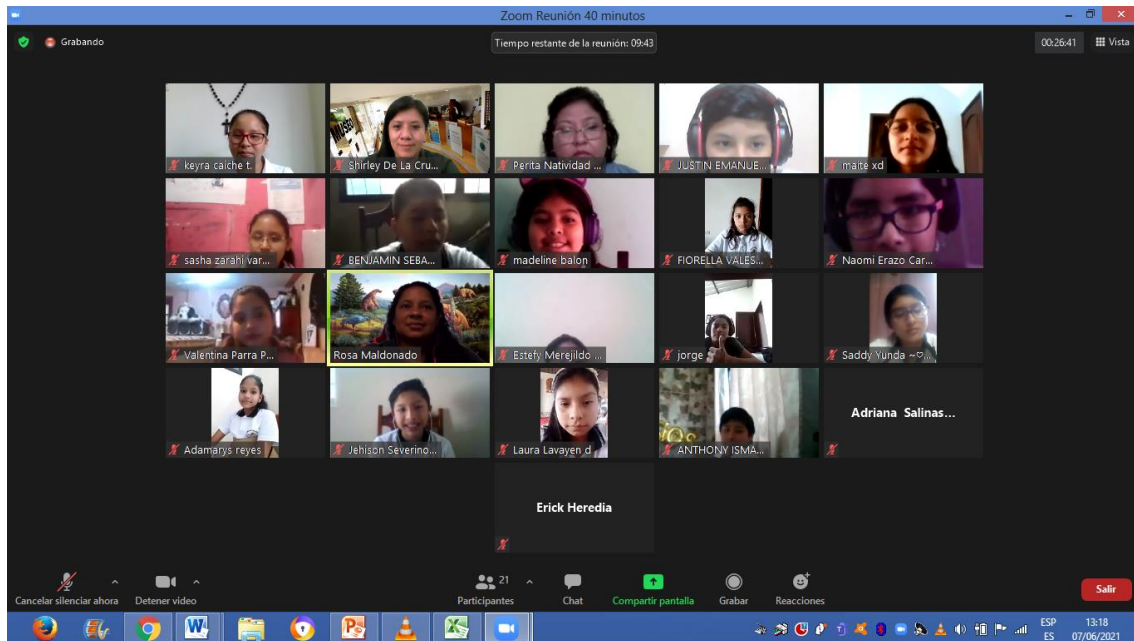 Zoom Reunión 40 minutos
Grabando
Tiempo restante de la reunión: 09:43
00:26:41
Vista
keyra caiche t.
Shirley De La Cru...
Perita Natividad ...
JUSTIN EMANUE...
maite xd
sasha zarahi var...
BENJAMIN SEBA...
madeline balon
FIORELLA VALES...
Naomi Erazo Car...
Valentina Parra P...
Rosa Maldonado
Estefy Merejildo ...
jorge
Saddy Yunda ~♡...
Adamarys reyes
Jehison Severino...
Laura Lavayen d
ANTHONY ISMA...
Adriana Salinas...
Erick Heredia
Cancelar silenciar ahora
Detener video
21
Participantes
Chat
Compartir pantalla
Grabar
Reacciones
Salir
ESP
ES
13:18
07/06/2021